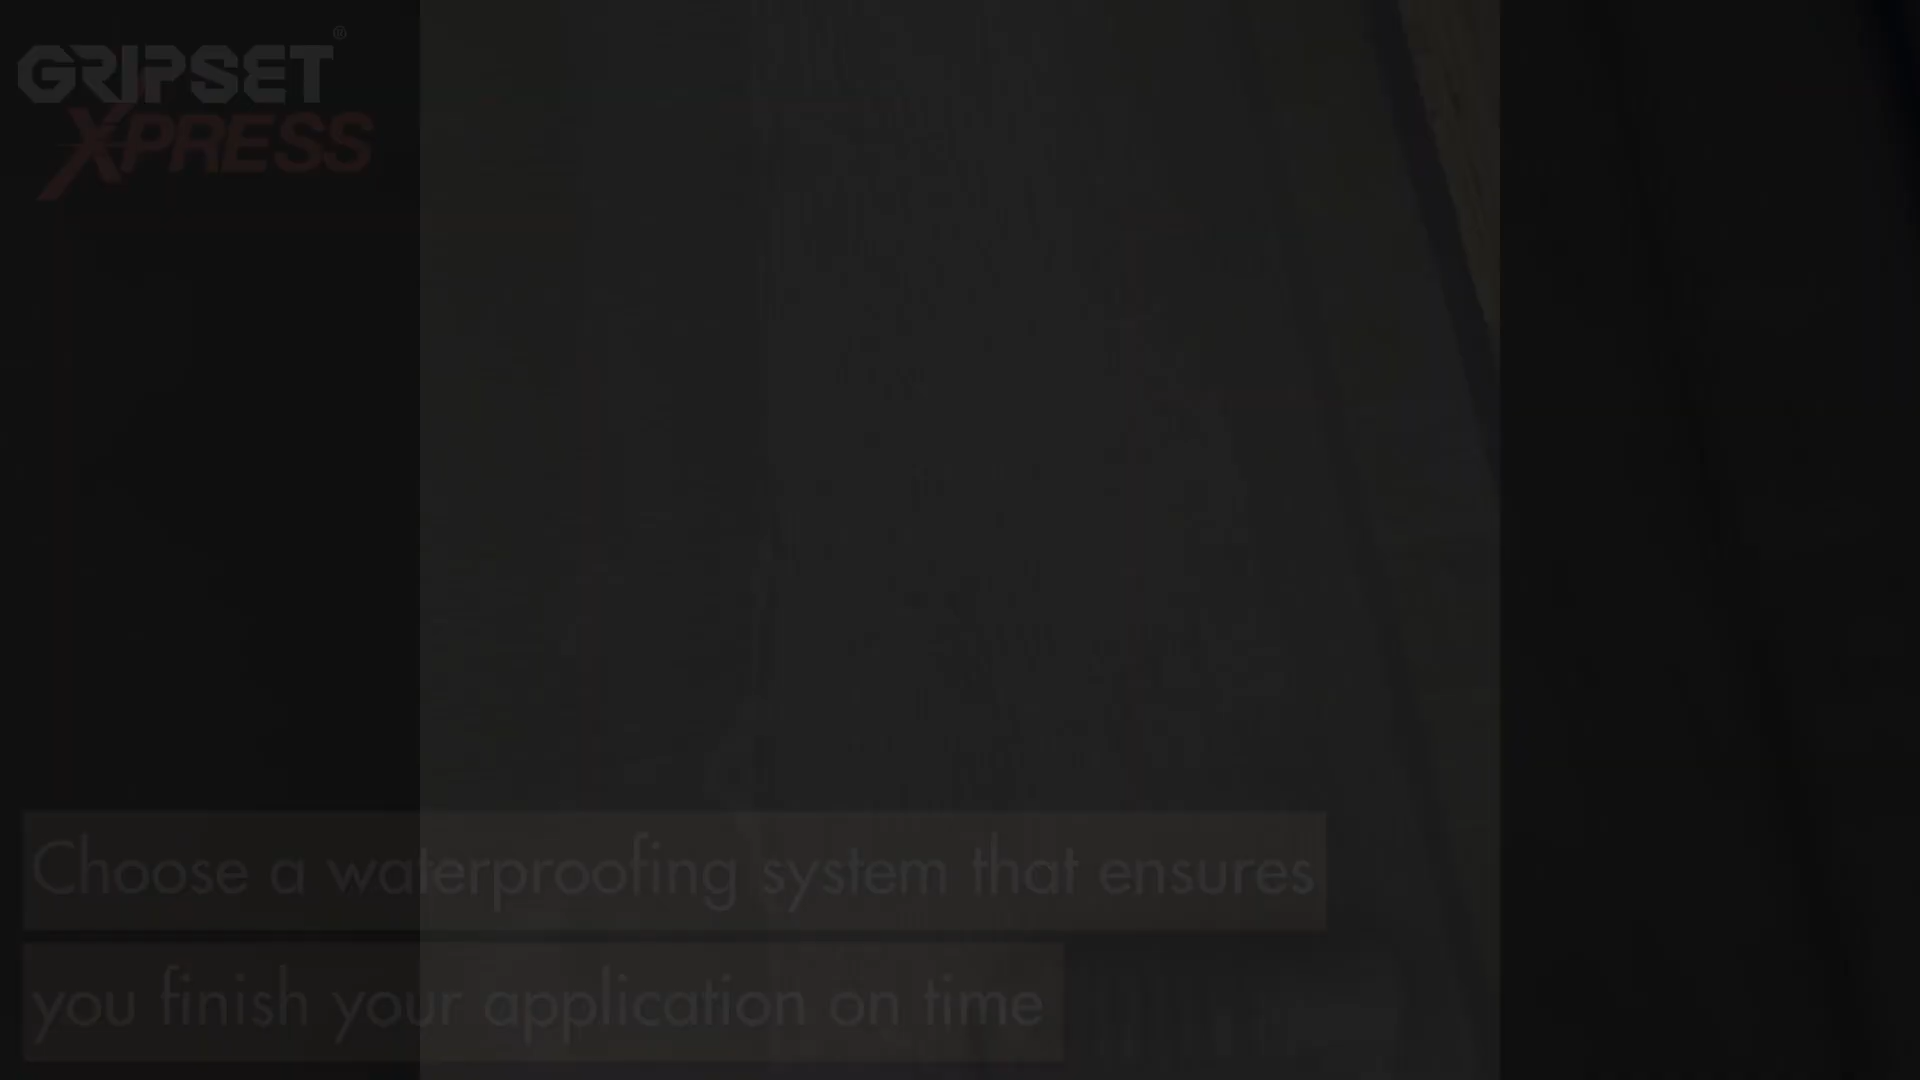 GRIPSET®
XPRESS
Choose a waterproofing system that ensures
you finish your application on time